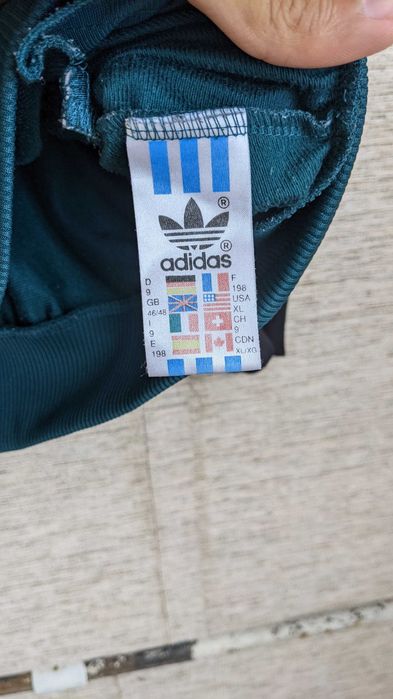 ®
®
adidas
D F
9 198
GB USA
46/48 XL
I CH
9 9
E CDN
198 XL/XG